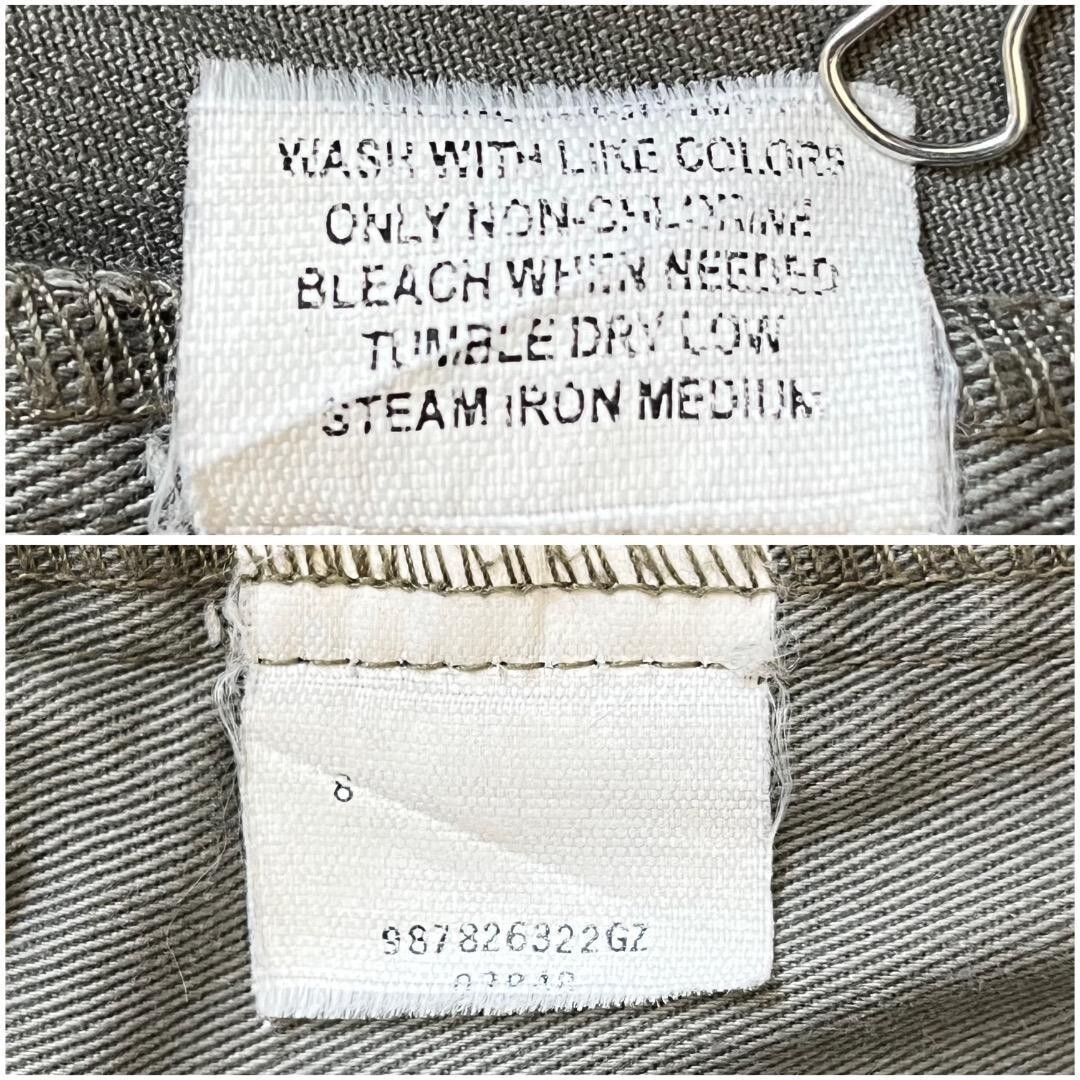 WASH WITH LIKE COLORS
ONLY NON-CHLORINE
BLEACH WHEN NEEDED
TUMBLE DRY LOW
STEAM IRON MEDIUM
8
987826322GZ